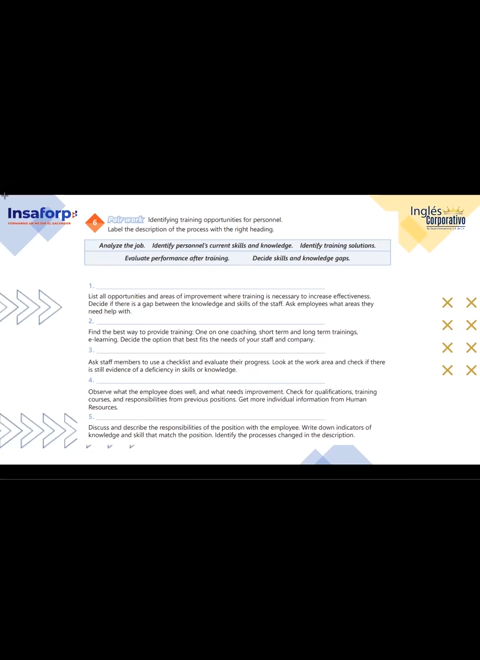 Insaforp
Inglés
Corporativo
6 Pair work Identifying training opportunities for personnel.
Label the description of the process with the right heading.
Analyze the job. Identify personnel's current skills and knowledge. Identify training solutions.
Evaluate performance after training. Decide skills and knowledge gaps.
1.
List all opportunities and areas of improvement where training is necessary to increase effectiveness.
Decide if there is a gap between the knowledge and skills of the staff. Ask employees what areas they
need help with.
2.
Find the best way to provide training: One on one coaching, short term and long term trainings,
e-learning. Decide the option that best fits the needs of your staff and company.
3.
Ask staff members to use a checklist and evaluate their progress. Look at the work area and check if there
is still evidence of a deficiency in skills or knowledge.
4.
Observe what the employee does well, and what needs improvement. Check for qualifications, training
courses, and responsibilities from previous positions. Get more individual information from Human
Resources.
5.
Discuss and describe the responsibilities of the position with the employee. Write down indicators of
knowledge and skill that match the position. Identify the processes changed in the description.